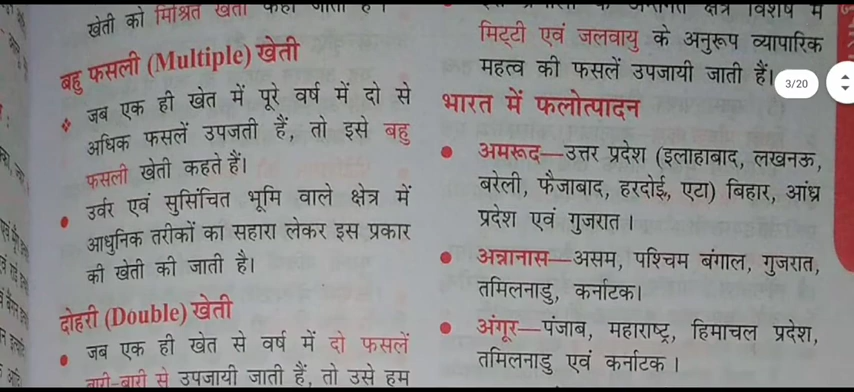 खेती को मिश्रित खेती कहा जाता है।
बहु फसली (Multiple) खेती
जब एक ही खेत में पूरे वर्ष में दो से
अधिक फसलें उपजती हैं, तो इसे बहु
फसली खेती कहते हैं।
उर्वर एवं सुसिंचित भूमि वाले क्षेत्र में
आधुनिक तरीकों का सहारा लेकर इस प्रकार
की खेती की जाती है।
दोहरी (Double) खेती
जब एक ही खेत से वर्ष में दो फसलें
बारी-बारी से उपजायी जाती हैं, तो उसे हम
क्षेत्र विशेष में
मिट्टी एवं जलवायु के अनुरूप व्यापारिक
महत्व की फसलें उपजायी जाती हैं।
3/20
भारत में फलोत्पादन
अमरूद—उत्तर प्रदेश (इलाहाबाद, लखनऊ,
बरेली, फैजाबाद, हरदोई, एटा) बिहार, आंध्र
प्रदेश एवं गुजरात।
अन्नानास—असम, पश्चिम बंगाल, गुजरात,
तमिलनाडु, कर्नाटक।
अंगूर—पंजाब, महाराष्ट्र, हिमाचल प्रदेश,
तमिलनाडु एवं कर्नाटक ।